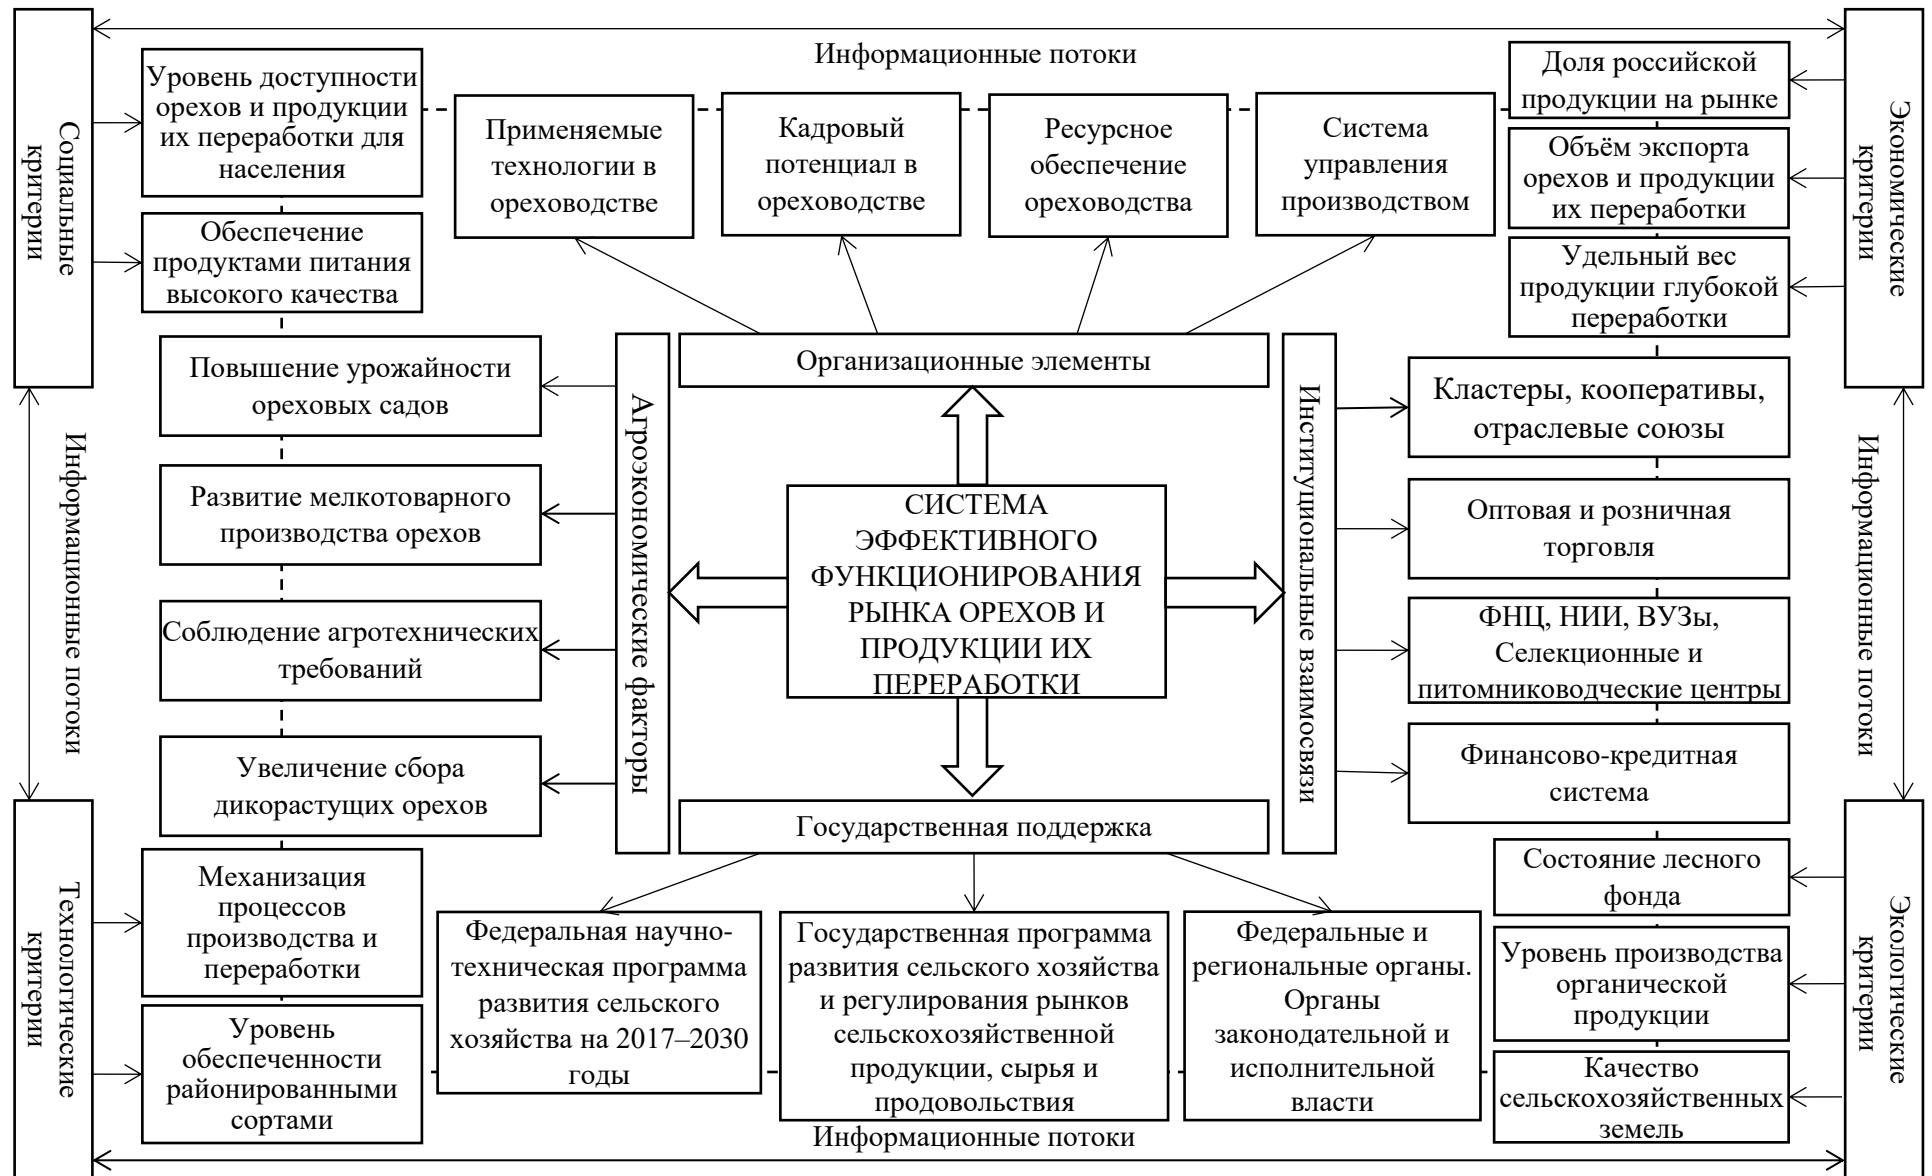 Информационные потоки
Социальные
критерии
Уровень доступности
орехов и продукции
их переработки для
населения
Обеспечение
продуктами питания
высокого качества
Применяемые
технологии в
ореховодстве
Кадровый
потенциал в
ореховодстве
Ресурсное
обеспечение
ореховодства
Система
управления
производством
Доля российской
продукции на рынке
Объём экспорта
орехов и продукции
их переработки
Удельный вес
продукции глубокой
переработки
Экономические
критерии
Организационные элементы
Информационные потоки
Повышение урожайности
ореховых садов
Развитие мелкотоварного
производства орехов
Соблюдение агротехнических
требований
Увеличение сбора
дикорастущих орехов
Агроэкономические факторы
СИСТЕМА
ЭФФЕКТИВНОГО
ФУНКЦИОНИРОВАНИЯ
РЫНКА ОРЕХОВ И
ПРОДУКЦИИ ИХ
ПЕРЕРАБОТКИ
Институциональные взаимосвязи
Кластеры, кооперативы,
отраслевые союзы
Оптовая и розничная
торговля
ФНЦ, НИИ, ВУЗы,
Селекционные и
питомниководческие центры
Финансово-кредитная
система
Информационные потоки
Государственная поддержка
Технологические
критерии
Механизация
процессов
производства и
переработки
Уровень
обеспеченности
районированными
сортами
Федеральная научно-
техническая программа
развития сельского
хозяйства на 2017–2030
годы
Государственная программа
развития сельского хозяйства
и регулирования рынков
сельскохозяйственной
продукции, сырья и
продовольствия
Федеральные и
региональные органы.
Органы
законодательной и
исполнительной
власти
Состояние лесного
фонда
Уровень производства
органической
продукции
Качество
сельскохозяйственных
земель
Экологические
критерии
Информационные потоки